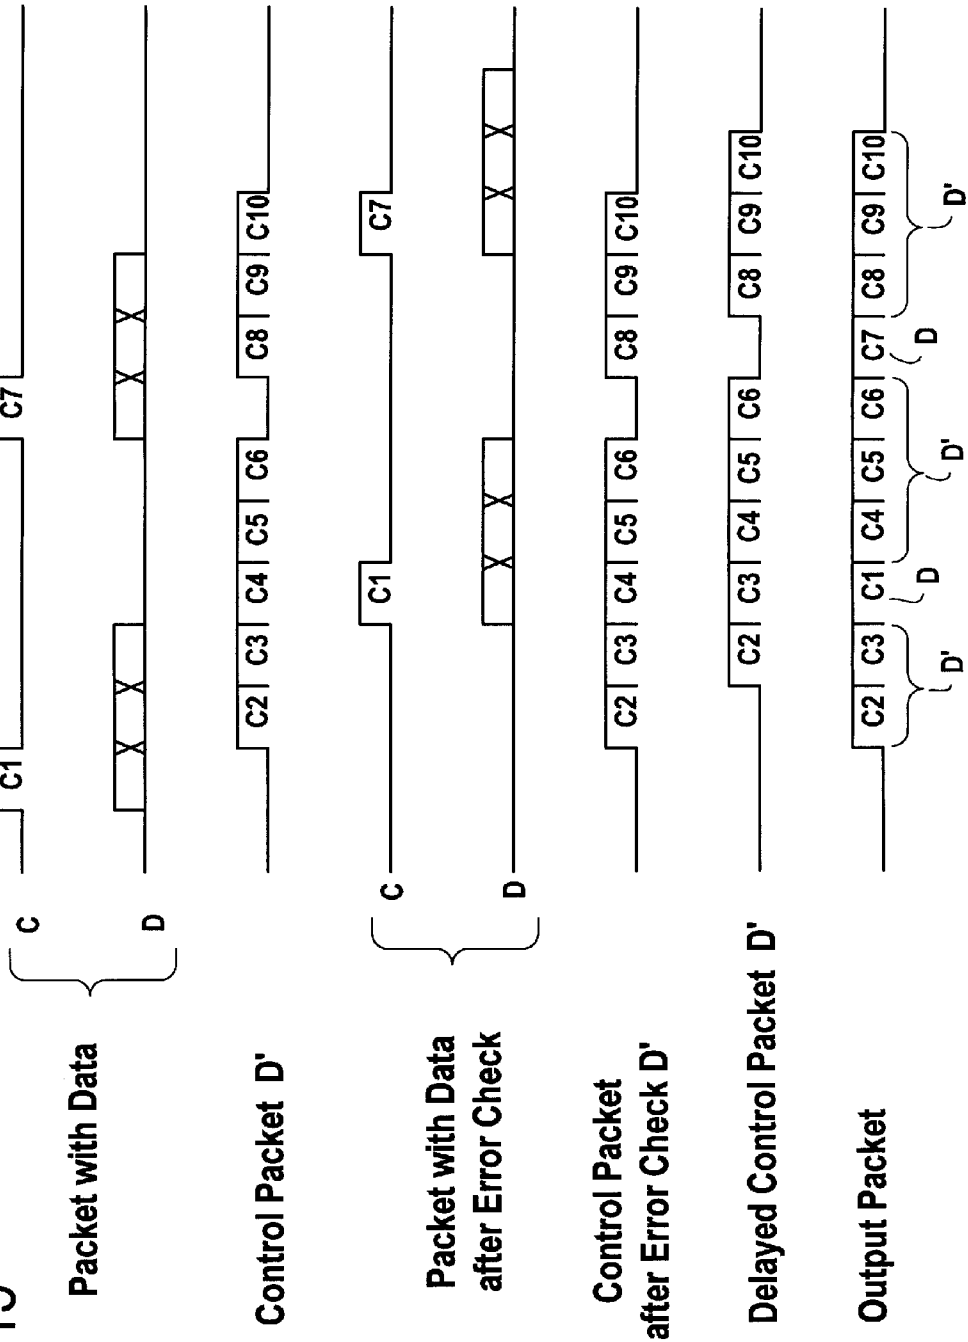 Packet with Data
C
C1
C7
D
Control Packet D'
C2 C3 C4 C5 C6 C8 C9 C10
Packet with Data
after Error Check
C
C1
C7
D
Control Packet
after Error Check D'
C2 C3 C4 C5 C6 C8 C9 C10
Delayed Control Packet D'
C2 C3 C4 C5 C6 C8 C9 C10
Output Packet
C2 C3 C1 C4 C5 C6 C7 C8 C9 C10
D' D D' D D'